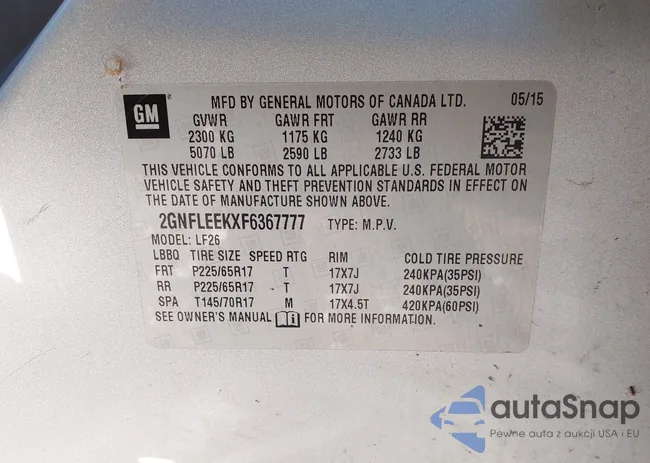 GM
MFD BY GENERAL MOTORS OF CANADA LTD. 05/15
GVWR GAWR FRT GAWR RR
2300 KG 1175 KG 1240 KG
5070 LB 2590 LB 2733 LB
THIS VEHICLE CONFORMS TO ALL APPLICABLE U.S. FEDERAL MOTOR
VEHICLE SAFETY AND THEFT PREVENTION STANDARDS IN EFFECT ON
THE DATE OF MANUFACTURE SHOWN ABOVE.
2GNFLEEKXF6367777 TYPE: M.P.V.
MODEL: LF26
LBBQ TIRE SIZE SPEED RTG RIM COLD TIRE PRESSURE
FRT P225/65R17 T 17X7J 240KPA(35PSI)
RR P225/65R17 T 17X7J 240KPA(35PSI)
SPA T145/70R17 M 17X4.5T 420KPA(60PSI)
SEE OWNER'S MANUAL FOR MORE INFORMATION.
autaSnap
Pewne auta z aukcji USA i EU